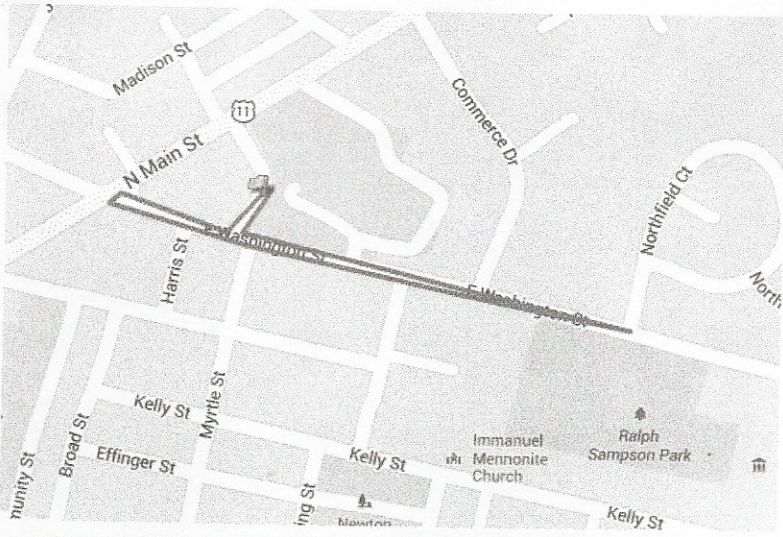 Madison St
11
N Main St
Commerce Dr
Northfield Ct
E Washington St
E Washington St
Harris St
Myrtle St
Kelly St
Broad St
Effinger St
Kelly St
Immanuel
Mennonite
Church
Ralph
Sampson Park
Kelly St